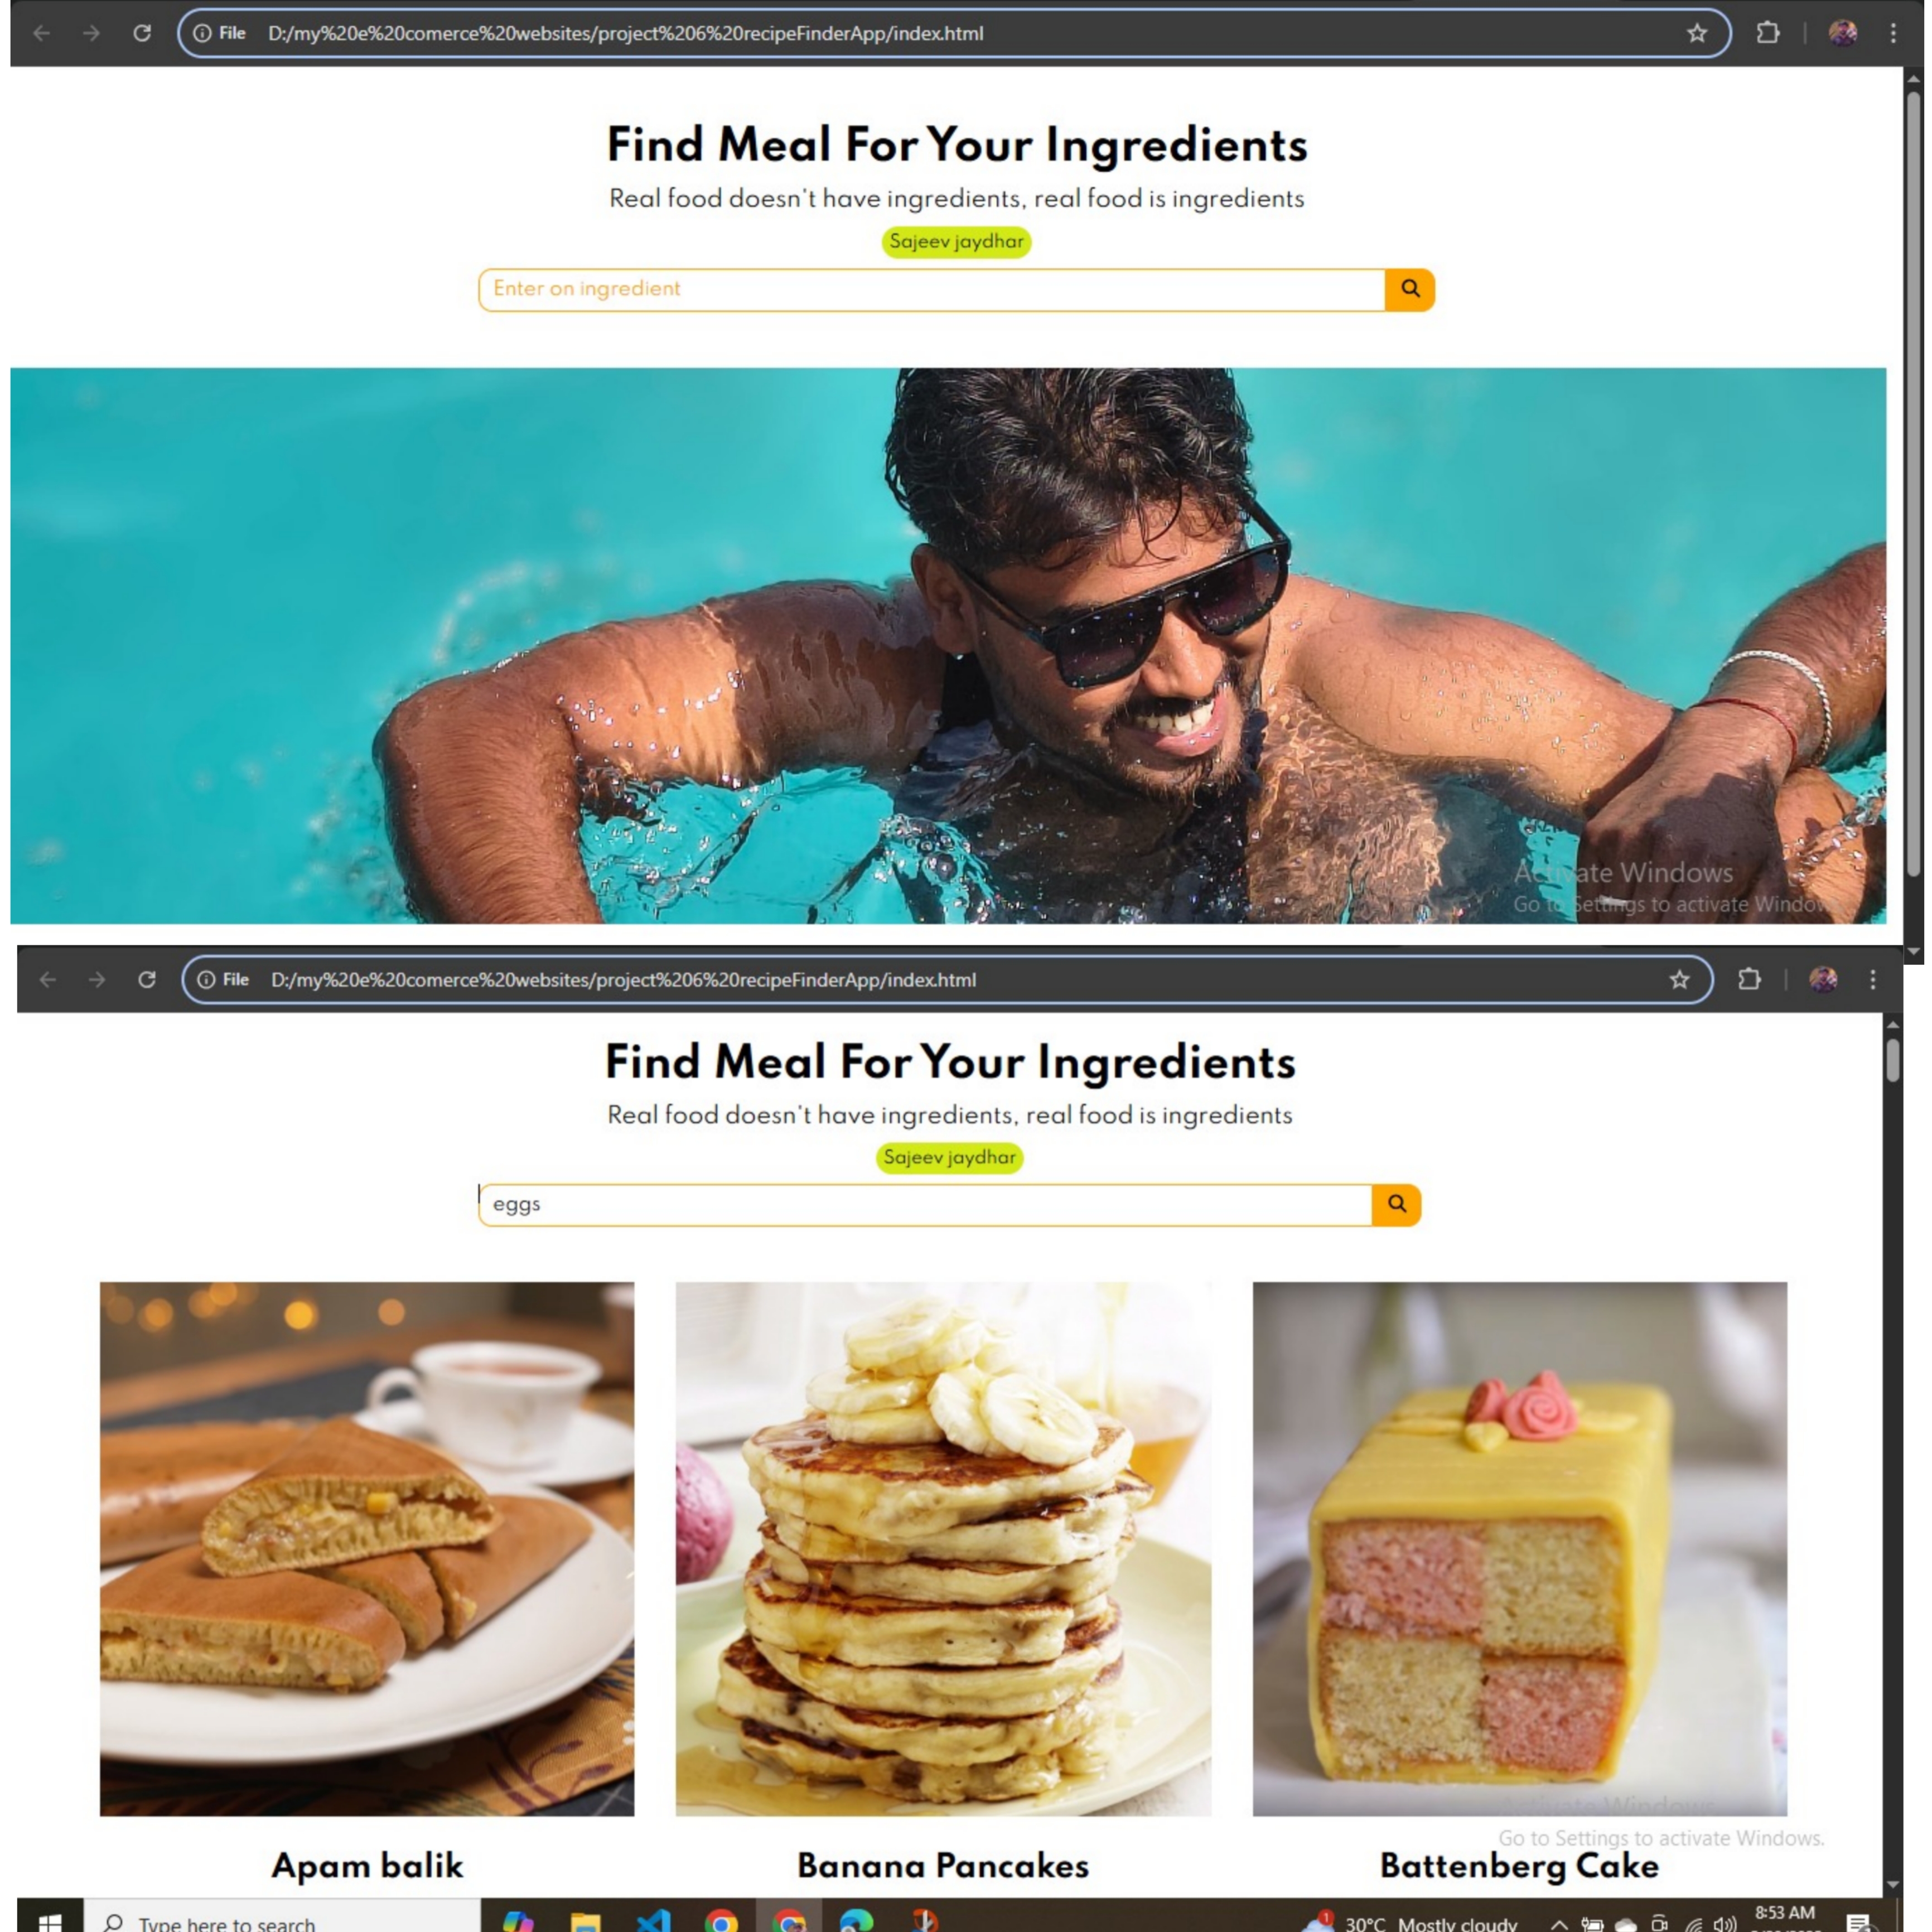 File D:/my%20e%20comerce%20websites/project%206%20recipeFinderApp/index.html
Find Meal For Your Ingredients
Real food doesn't have ingredients, real food is ingredients
Sajeev jaydhar
Enter on ingredient
Activate Windows
Go to Settings to activate Windows
File D:/my%20e%20comerce%20websites/project%206%20recipeFinderApp/index.html
Find Meal For Your Ingredients
Real food doesn't have ingredients, real food is ingredients
Sajeev jaydhar
eggs
Activate Windows
Go to Settings to activate Windows.
Apam balik
Banana Pancakes
Battenberg Cake
Type here to search
1
30°C Mostly cloudy
8:53 AM